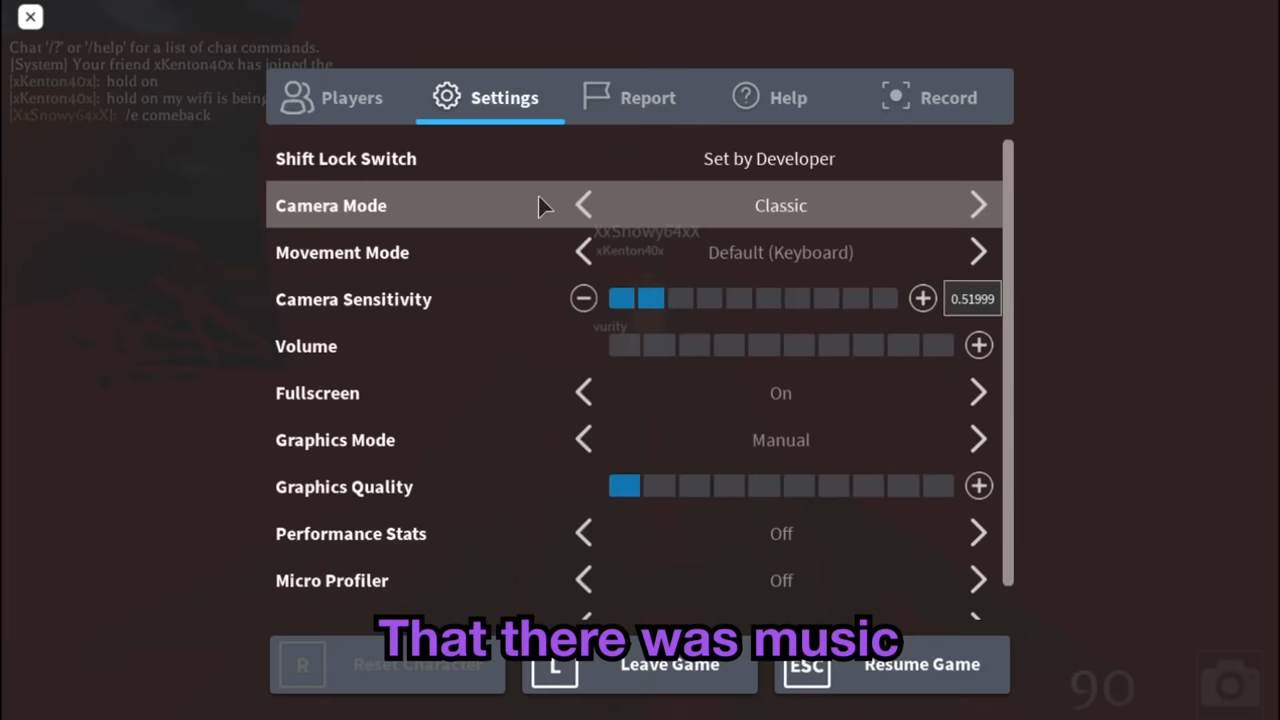 Chat '/?' or '/help' for a list of chat commands.
[System] Your friend xKenton40x has joined the
[xKenton40x]: hold on
[xKenton40x]: hold on my wifi is being
[XxSnowy64xX]: /e comeback
Players
Settings
Report
Help
Record
Shift Lock Switch Set by Developer
Camera Mode Classic
XxSnowy64xX
xKenton40x
Movement Mode Default (Keyboard)
Camera Sensitivity 0.51999
vurity
Volume
Fullscreen On
Graphics Mode Manual
Graphics Quality
Performance Stats Off
Micro Profiler Off
That there was music
R Reset Character
L Leave Game
ESC Resume Game
90